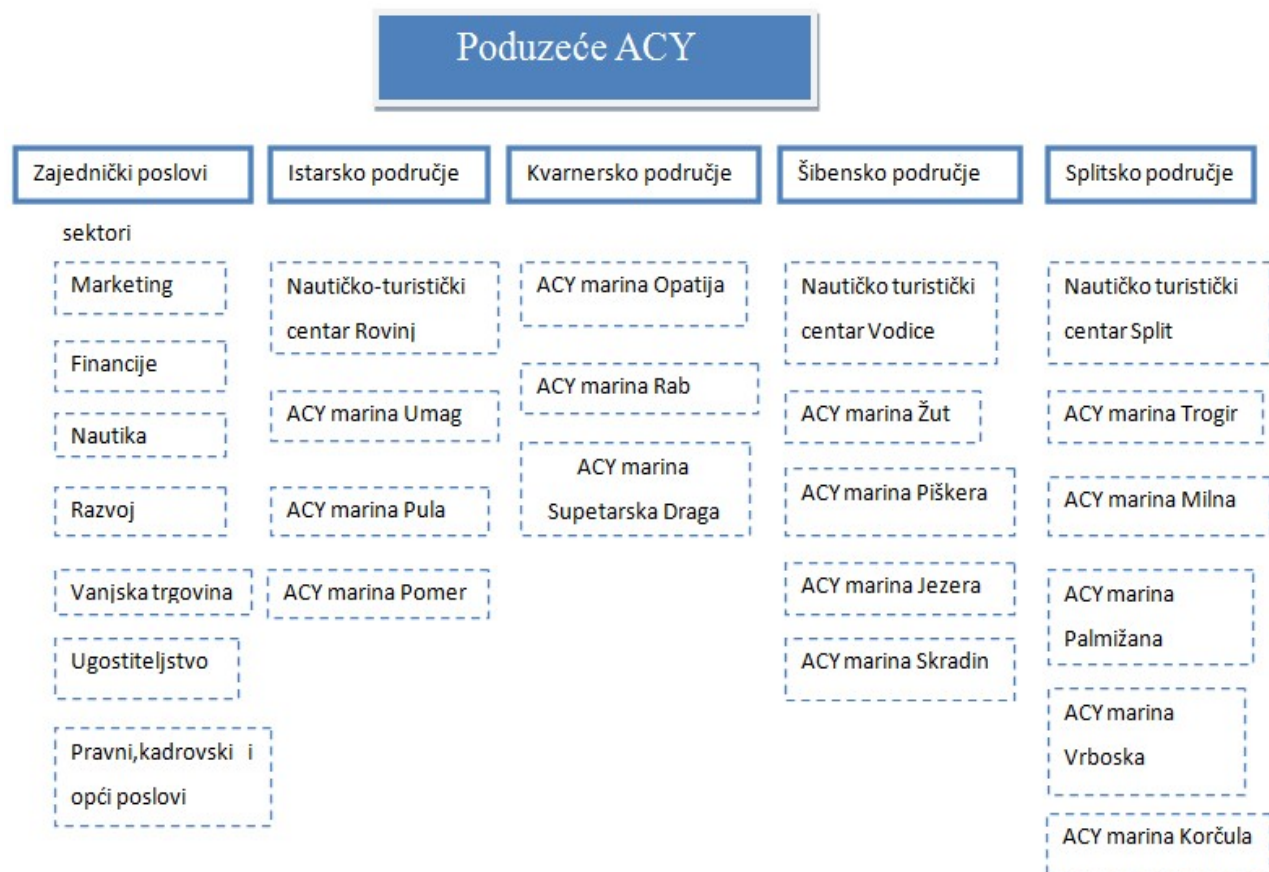 Poduzeće ACY
Zajednički poslovi
Istarsko područje
Kvarnersko područje
Šibensko područje
Splitsko područje
sektori
Marketing
Financije
Nautika
Razvoj
Vanjska trgovina
Ugostiteljstvo
Pravni,kadrovski i
opći poslovi
Nautičko-turistički
centar Rovinj
ACY marina Umag
ACY marina Pula
ACY marina Pomer
ACY marina Opatija
ACY marina Rab
ACY marina
Supetarska Draga
Nautičko turistički
centar Vodice
ACY marina Žut
ACY marina Piškera
ACY marina Jezera
ACY marina Skradin
Nautičko turistički
centar Split
ACY marina Trogir
ACY marina Milna
ACY marina
Palmižana
ACY marina
Vrboska
ACY marina Korčula